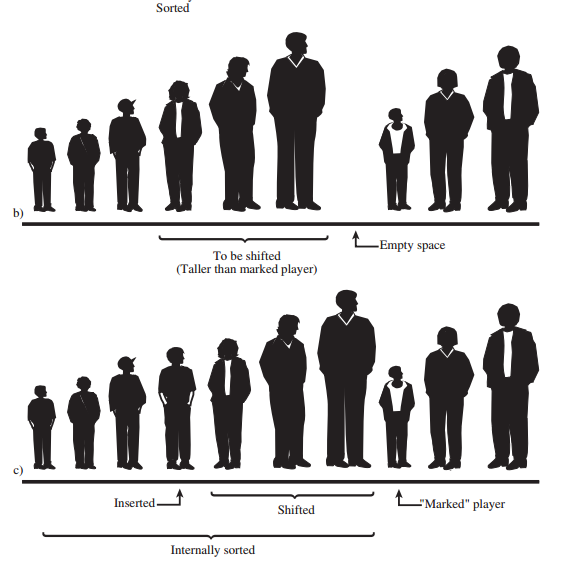 Sorted
b)
Empty space
To be shifted
(Taller than marked player)
c)
Inserted
Shifted
"Marked" player
Internally sorted